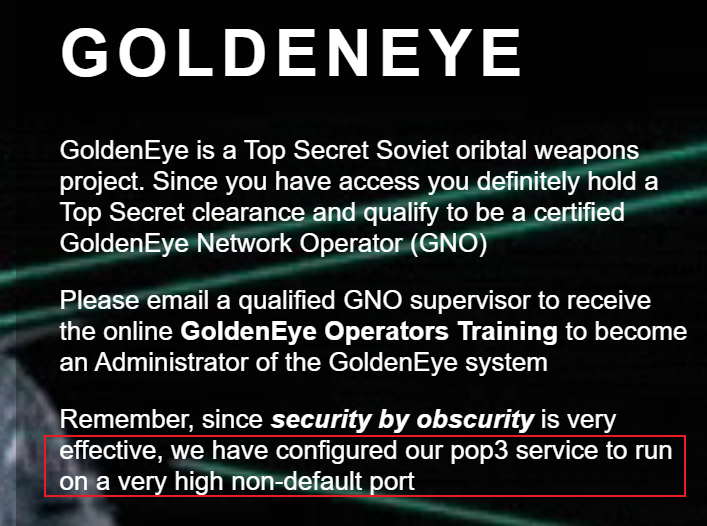 GOLDENEYE
GoldenEye is a Top Secret Soviet oribtal weapons
project. Since you have access you definitely hold a
Top Secret clearance and qualify to be a certified
GoldenEye Network Operator (GNO)
Please email a qualified GNO supervisor to receive
the online GoldenEye Operators Training to become
an Administrator of the GoldenEye system
Remember, since security by obscurity is very
effective, we have configured our pop3 service to run
on a very high non-default port